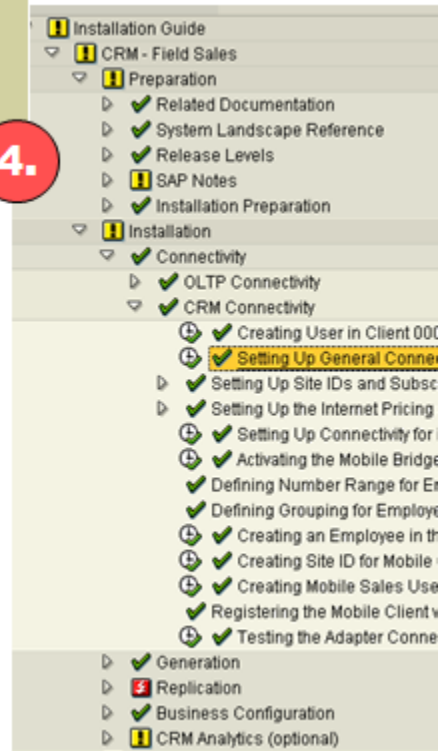 Installation Guide
CRM - Field Sales
Preparation
Related Documentation
System Landscape Reference
4.
Release Levels
SAP Notes
Installation Preparation
Installation
Connectivity
OLTP Connectivity
CRM Connectivity
Creating User in Client 000
Setting Up General Connec
Setting Up Site IDs and Subsc
Setting Up the Internet Pricing
Setting Up Connectivity for
Activating the Mobile Bridge
Defining Number Range for
Defining Grouping for Employe
Creating an Employee in th
Creating Site ID for Mobile
Creating Mobile Sales Use
Registering the Mobile Client
Testing the Adapter Conne
Generation
Replication
Business Configuration
CRM Analytics (optional)